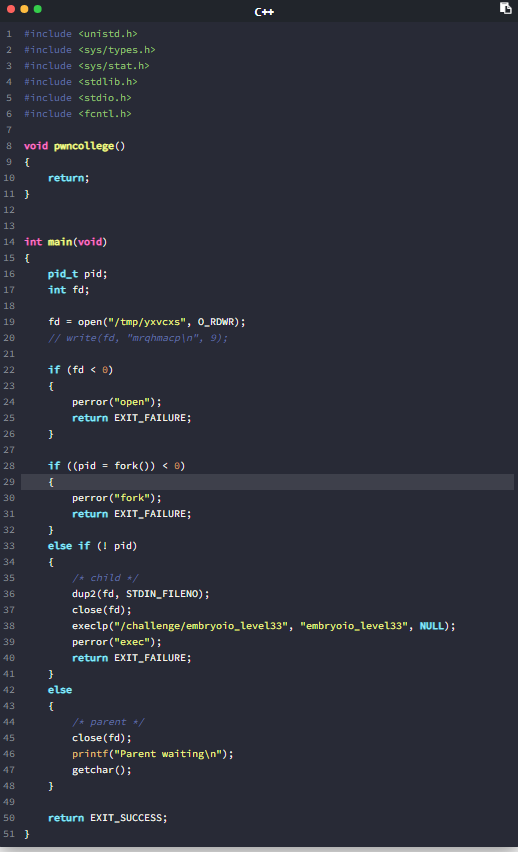 C++
1 #include <unistd.h>
2 #include <sys/types.h>
3 #include <sys/stat.h>
4 #include <stdlib.h>
5 #include <stdio.h>
6 #include <fcntl.h>
7
8 void pwncollege()
9 {
10     return;
11 }
12
13
14 int main(void)
15 {
16     pid_t pid;
17     int fd;
18
19     fd = open("/tmp/yxvcxs", O_RDWR);
20     // write(fd, "mrqhmacp\n", 9);
21
22     if (fd < 0)
23     {
24         perror("open");
25         return EXIT_FAILURE;
26     }
27
28     if ((pid = fork()) < 0)
29     {
30         perror("fork");
31         return EXIT_FAILURE;
32     }
33     else if (! pid)
34     {
35         /* child */
36         dup2(fd, STDIN_FILENO);
37         close(fd);
38         execlp("/challenge/embryoio_level33", "embryoio_level33", NULL);
39         perror("exec");
40         return EXIT_FAILURE;
41     }
42     else
43     {
44         /* parent */
45         close(fd);
46         printf("Parent waiting\n");
47         getchar();
48     }
49
50     return EXIT_SUCCESS;
51 }